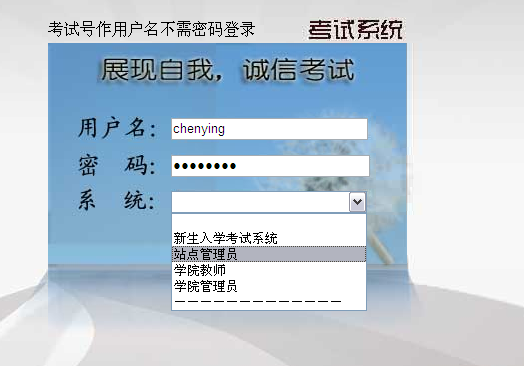 考试号作用户名不需密码登录 考试系统
展现自我，诚信考试
用户名： chenying
密 码： ●●●●●●●●
系 统：
新生入学考试系统
站点管理员
学院教师
学院管理员
－－－－－－－－－－－－－